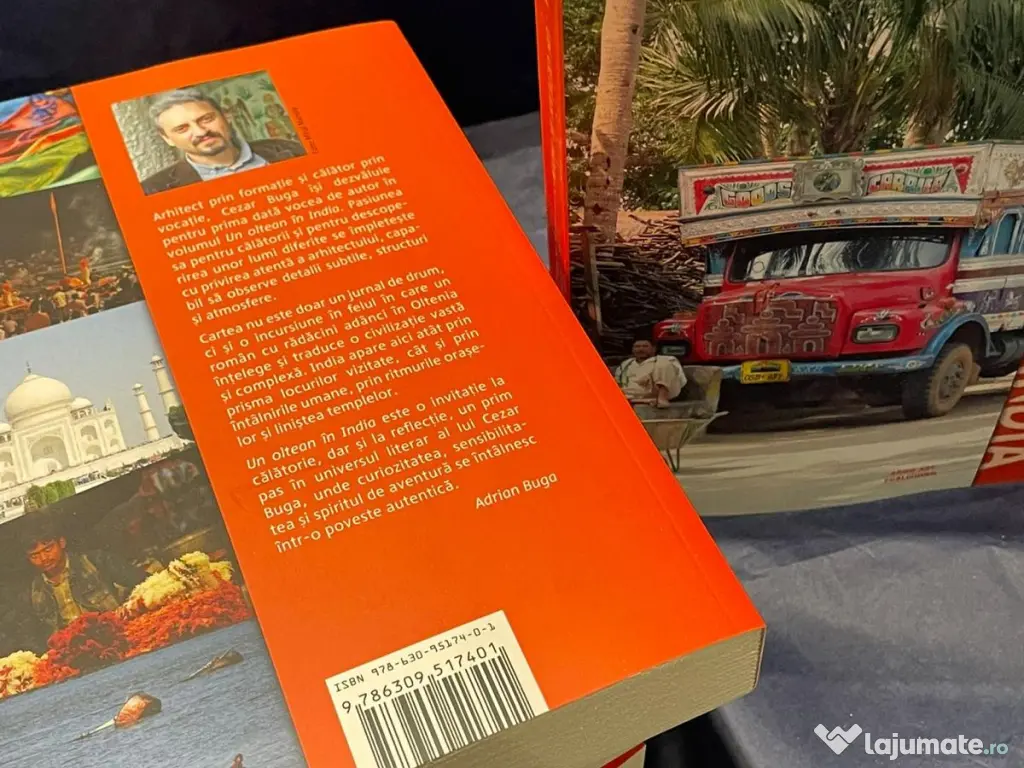 Arhitect prin formație și călător prin
vocație, Cezar Buga își dezvăluie
pentru prima dată vocea de autor în
volumul Un oltean în India. Pasiunea
sa pentru călătorii și pentru descope-
rirea unor lumi diferite se împletește
cu privirea atentă a arhitectului, capa-
bil să observe detalii subtile, structuri
și atmosfere.
Cartea nu este doar un jurnal de drum,
ci și o incursiune în felul în care un
român cu rădăcini adânci în Oltenia
înțelege și traduce o civilizație vastă
și complexă. India apare aici atât prin
prisma locurilor vizitate, cât și prin
întâlnirile umane, prin ritmurile orașe-
lor și liniștea templelor.
Un oltean în India este o invitație la
călătorie, dar și la reflecție, un prim
pas în universul literar al lui Cezar
Buga, unde curiozitatea, sensibilita-
tea și spiritul de aventură se întâlnesc
într-o poveste autentică.
Adrian Buga
ISBN 978-630-95174-0-1
9 786309 517401
GOODS CARRIER
lajumate.ro